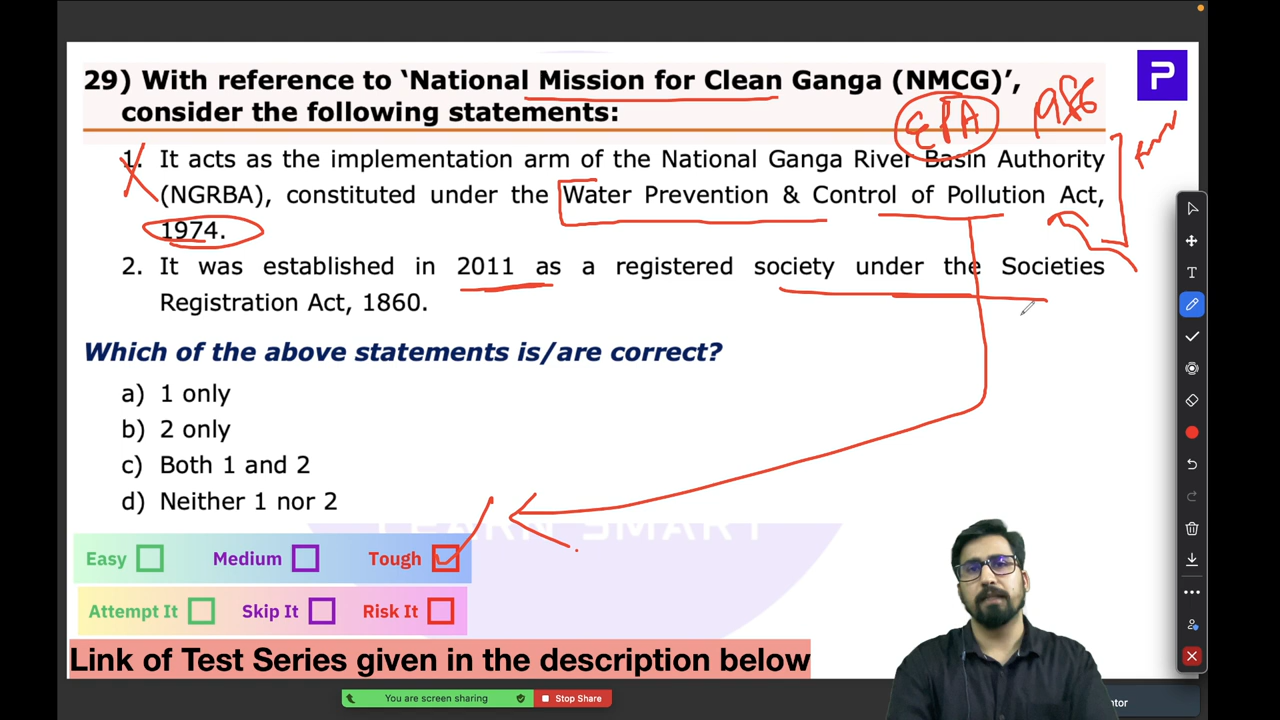 29) With reference to ‘National Mission for Clean Ganga (NMCG)’,
consider the following statements:
EPA 1986
1. It acts as the implementation arm of the National Ganga River Basin Authority
(NGRBA), constituted under the Water Prevention & Control of Pollution Act,
1974.
2. It was established in 2011 as a registered society under the Societies
Registration Act, 1860.
Which of the above statements is/are correct?
a) 1 only
b) 2 only
c) Both 1 and 2
d) Neither 1 nor 2
LEARN SMART
Easy Medium Tough
Attempt It Skip It Risk It
Link of Test Series given in the description below
You are screen sharing Stop Share
ntor